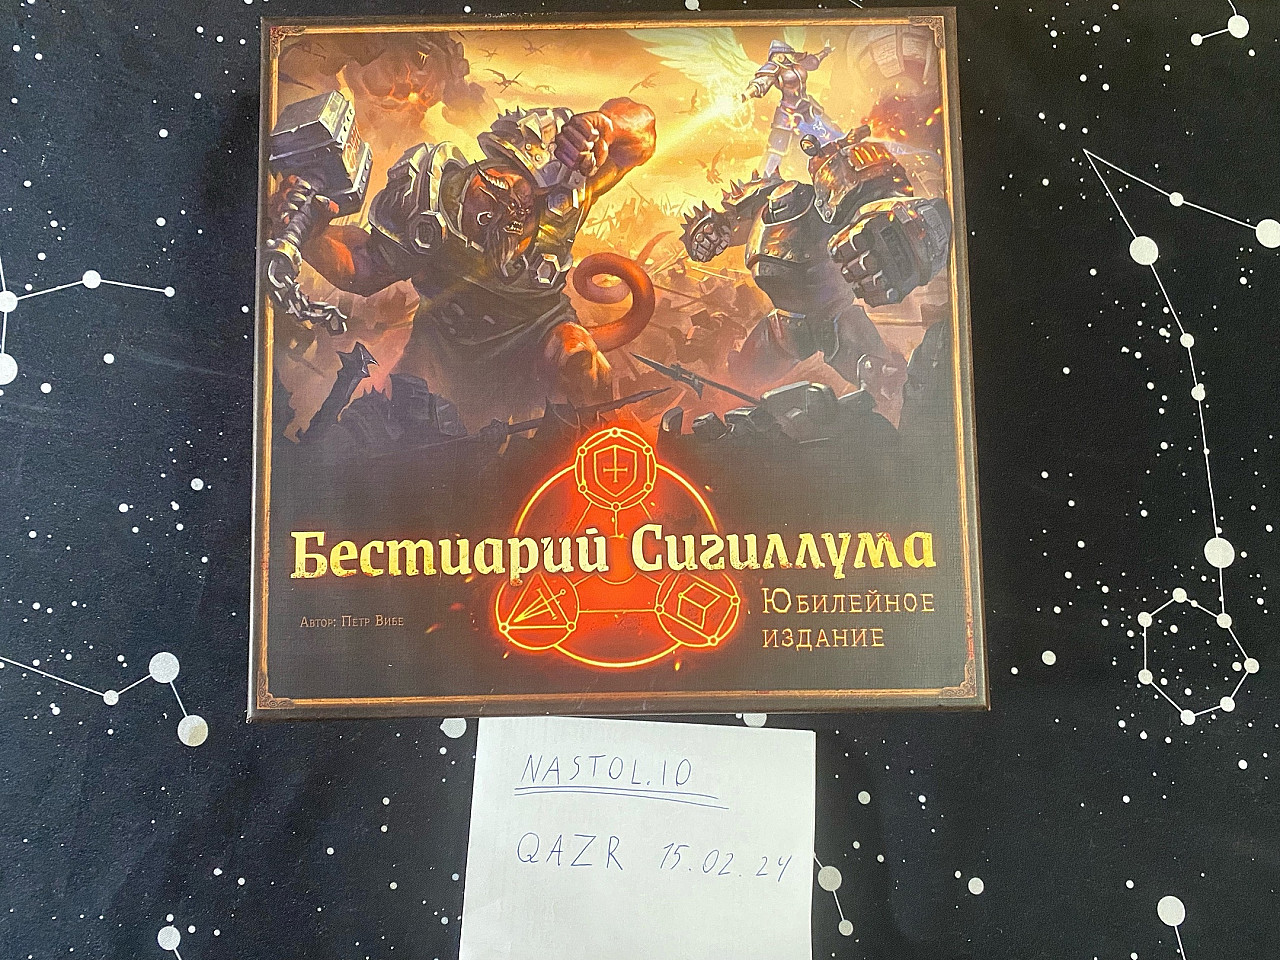 Бестиарий Сигиллума
Юбилейное
издание
Автор: Петр Вибе
NASTOL.IO
QAZR 15.02.24